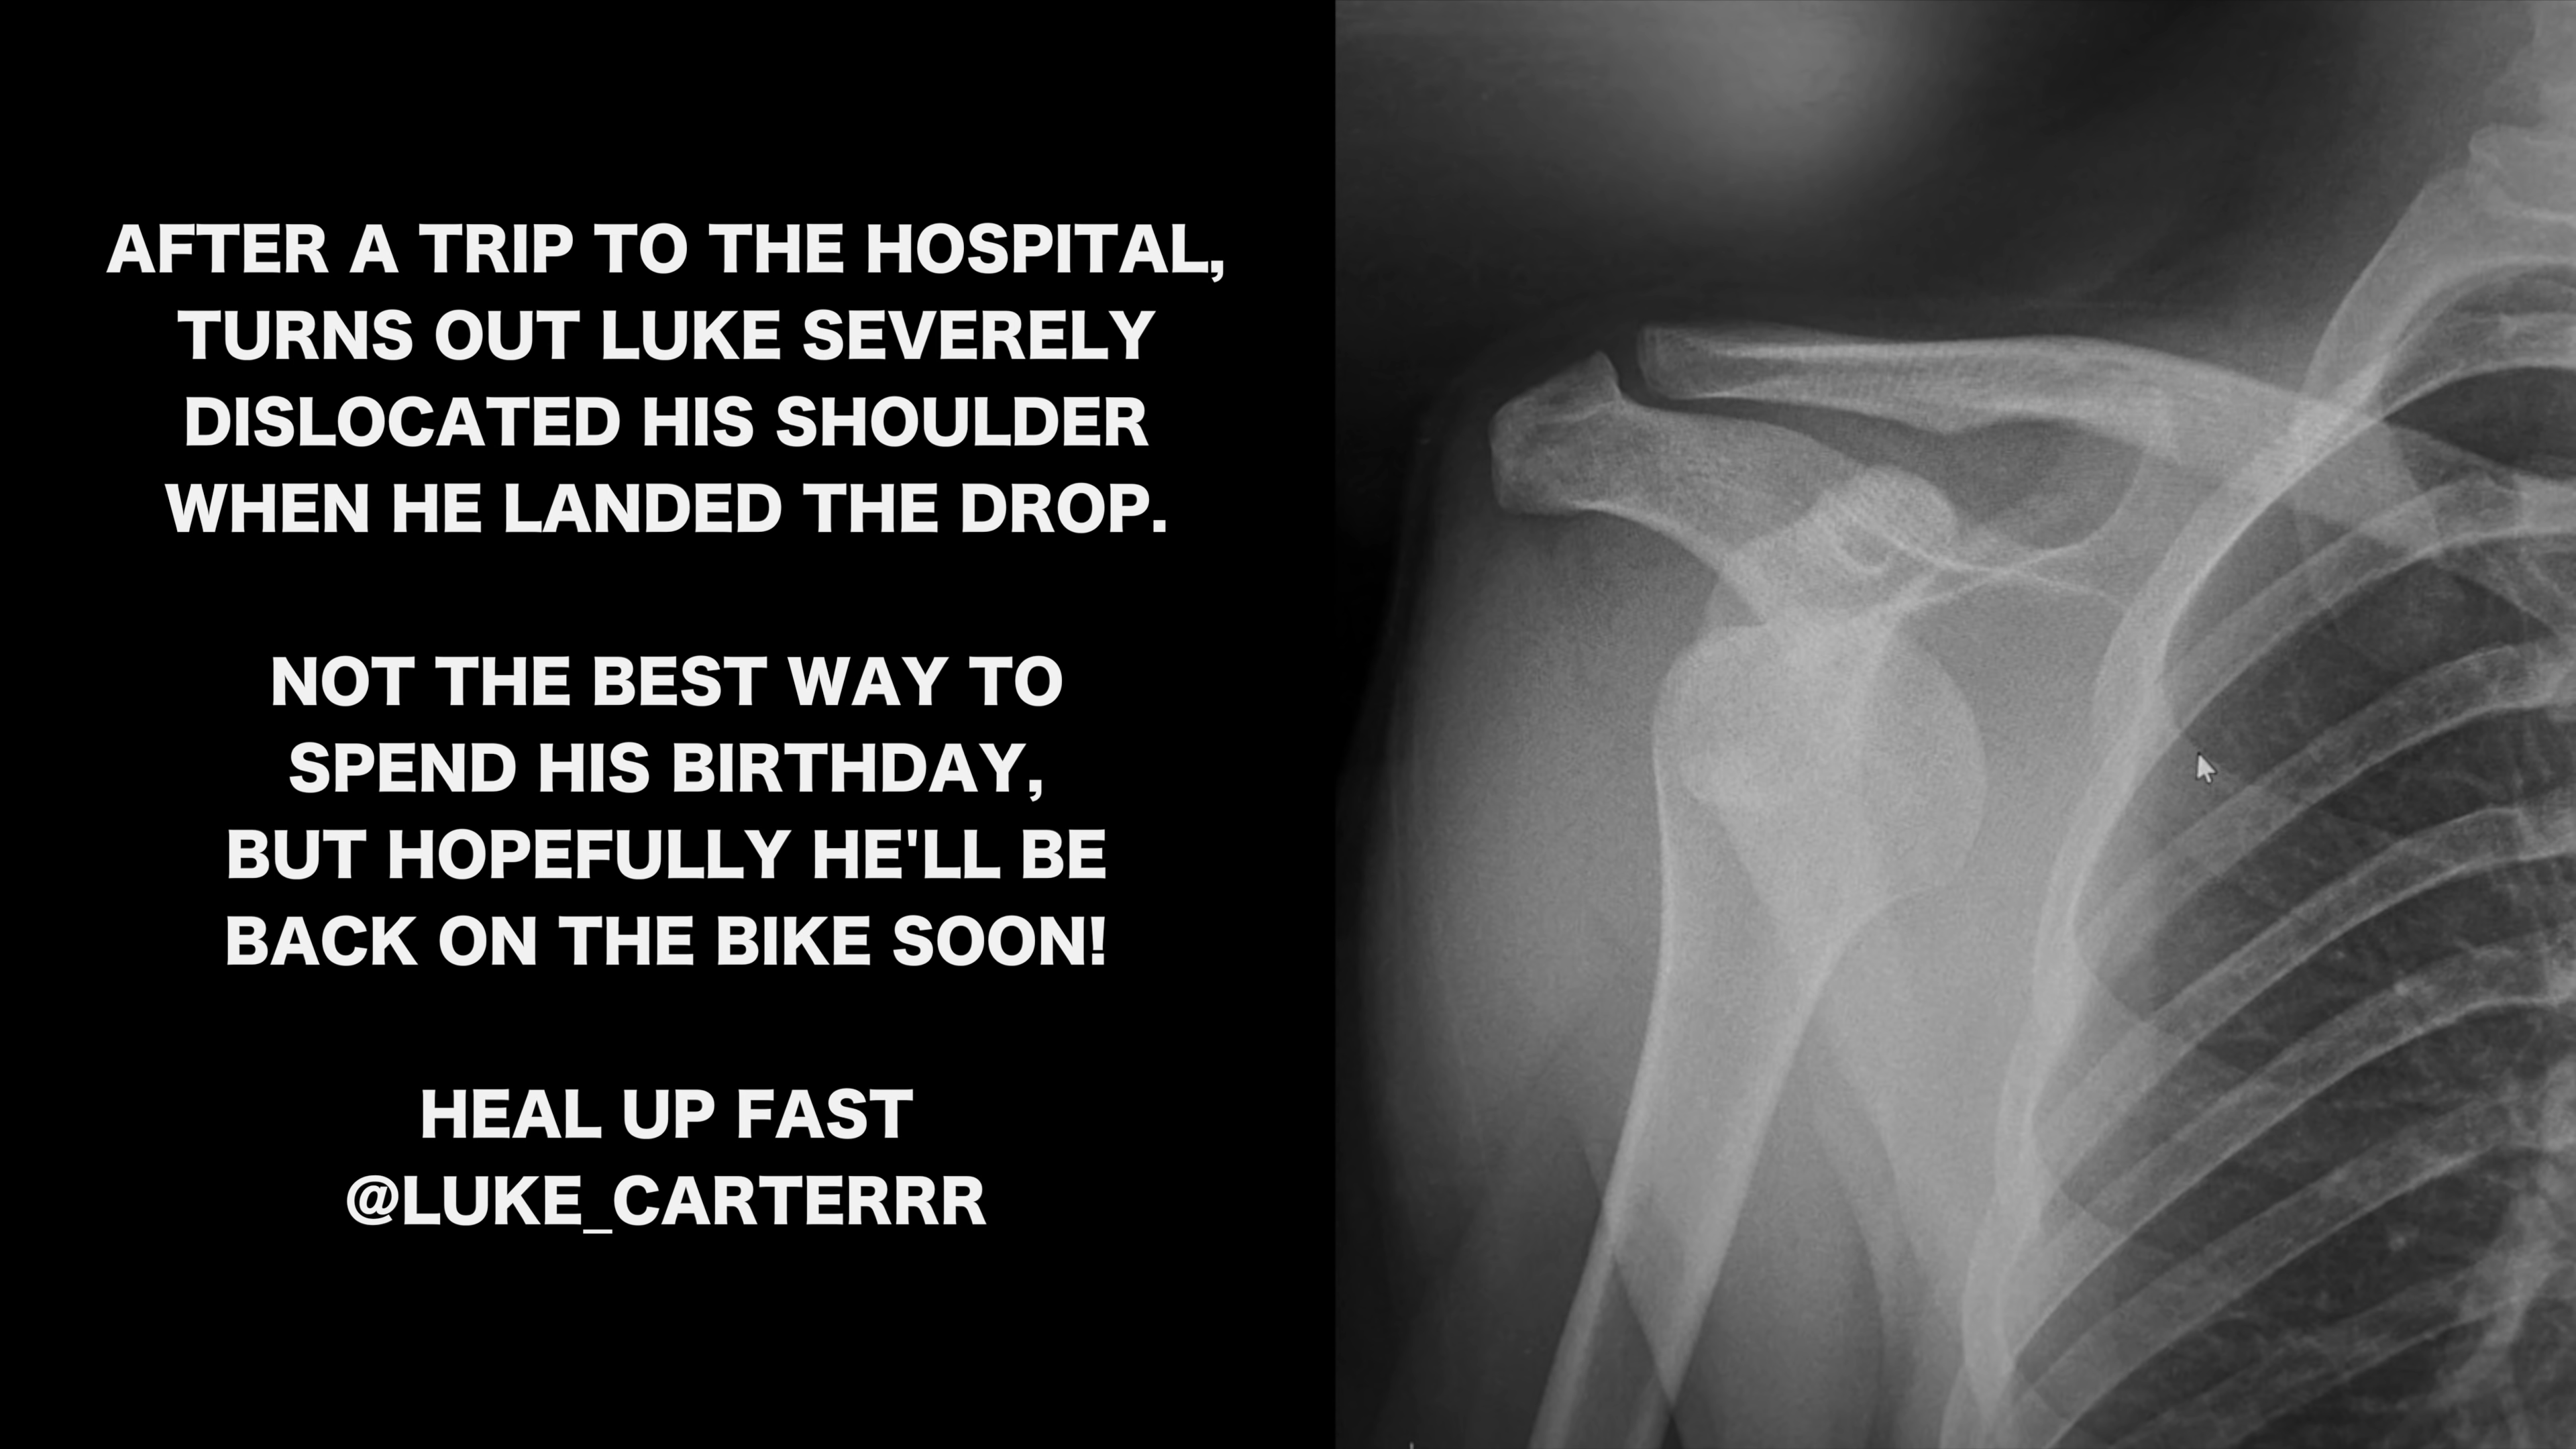 AFTER A TRIP TO THE HOSPITAL,
TURNS OUT LUKE SEVERELY
DISLOCATED HIS SHOULDER
WHEN HE LANDED THE DROP.
NOT THE BEST WAY TO
SPEND HIS BIRTHDAY,
BUT HOPEFULLY HE'LL BE
BACK ON THE BIKE SOON!
HEAL UP FAST
@LUKE_CARTERRR